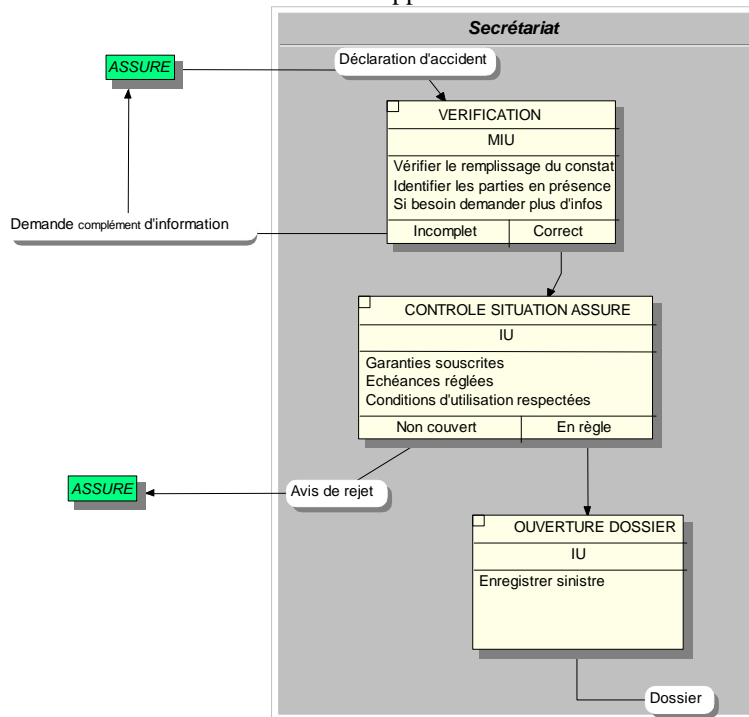 Secrétariat
ASSURE
Déclaration d'accident
VERIFICATION
MIU
Vérifier le remplissage du constat
Identifier les parties en présence
Si besoin demander plus d'infos
Incomplet Correct
Demande complément d'information
CONTROLE SITUATION ASSURE
IU
Garanties souscrites
Echéances réglées
Conditions d'utilisation respectées
Non couvert En règle
ASSURE
Avis de rejet
OUVERTURE DOSSIER
IU
Enregistrer sinistre
Dossier